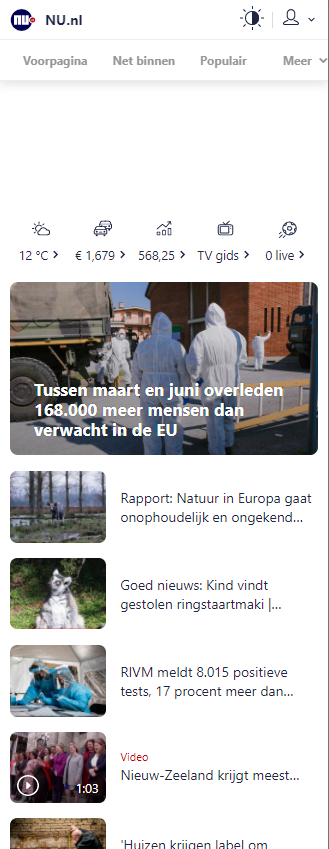 nu
NU.nl
Voorpagina Net binnen Populair Meer
12 °C € 1,679 568,25 TV gids 0 live
Tussen maart en juni overleden
168.000 meer mensen dan
verwacht in de EU
Rapport: Natuur in Europa gaat
onophoudelijk en ongekend...
Goed nieuws: Kind vindt
gestolen ringstaartmaki |...
RIVM meldt 8.015 positieve
tests, 17 procent meer dan...
Video
Nieuw-Zeeland krijgt meest...
1:03
'Huizen krijgen label om